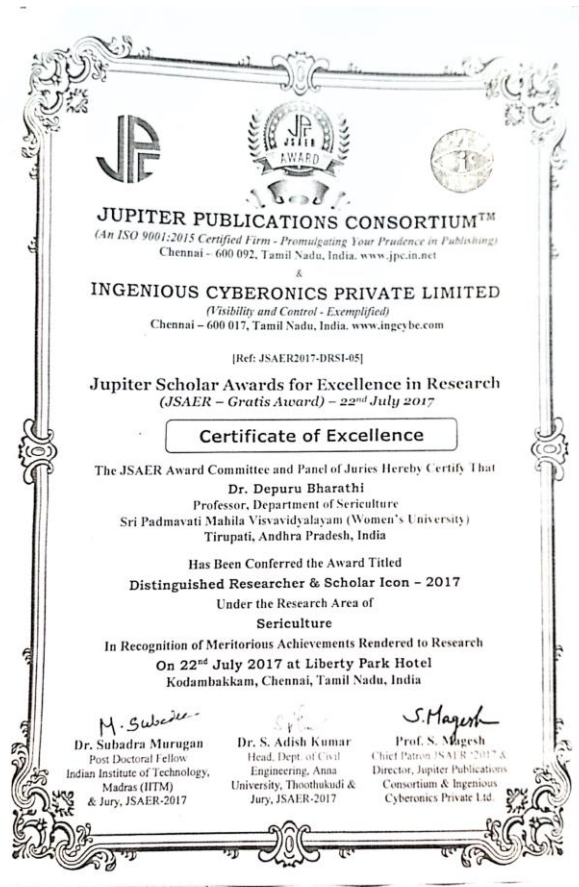 JPC
JPC
JSAER
AWARD
JUPITER PUBLICATIONS CONSORTIUM™
(An ISO 9001:2015 Certified Firm - Promulgating Your Prudence in Publishing)
Chennai – 600 092, Tamil Nadu, India. www.jpc.in.net
&
INGENIOUS CYBERONICS PRIVATE LIMITED
(Visibility and Control - Exemplified)
Chennai – 600 017, Tamil Nadu, India. www.ingcybe.com
[Ref: JSAER2017-DRSI-05]
Jupiter Scholar Awards for Excellence in Research
(JSAER – Gratis Award) – 22nd July 2017
Certificate of Excellence
The JSAER Award Committee and Panel of Juries Hereby Certify That
Dr. Depuru Bharathi
Professor, Department of Sericulture
Sri Padmavati Mahila Visvavidyalayam (Women's University)
Tirupati, Andhra Pradesh, India
Has Been Conferred the Award Titled
Distinguished Researcher & Scholar Icon – 2017
Under the Research Area of
Sericulture
In Recognition of Meritorious Achievements Rendered to Research
On 22nd July 2017 at Liberty Park Hotel
Kodambakkam, Chennai, Tamil Nadu, India
S.Magesh
Dr. Subadra Murugan
Post Doctoral Fellow
Indian Institute of Technology,
Madras (IITM)
& Jury, JSAER-2017
Dr. S. Adish Kumar
Head, Dept. of Civil
Engineering, Anna
University, Thoothukudi &
Jury, JSAER-2017
Prof. S. Magesh
Chief Patron JSAER '2017 &
Director, Jupiter Publications
Consortium & Ingenious
Cyberonics Private Ltd.